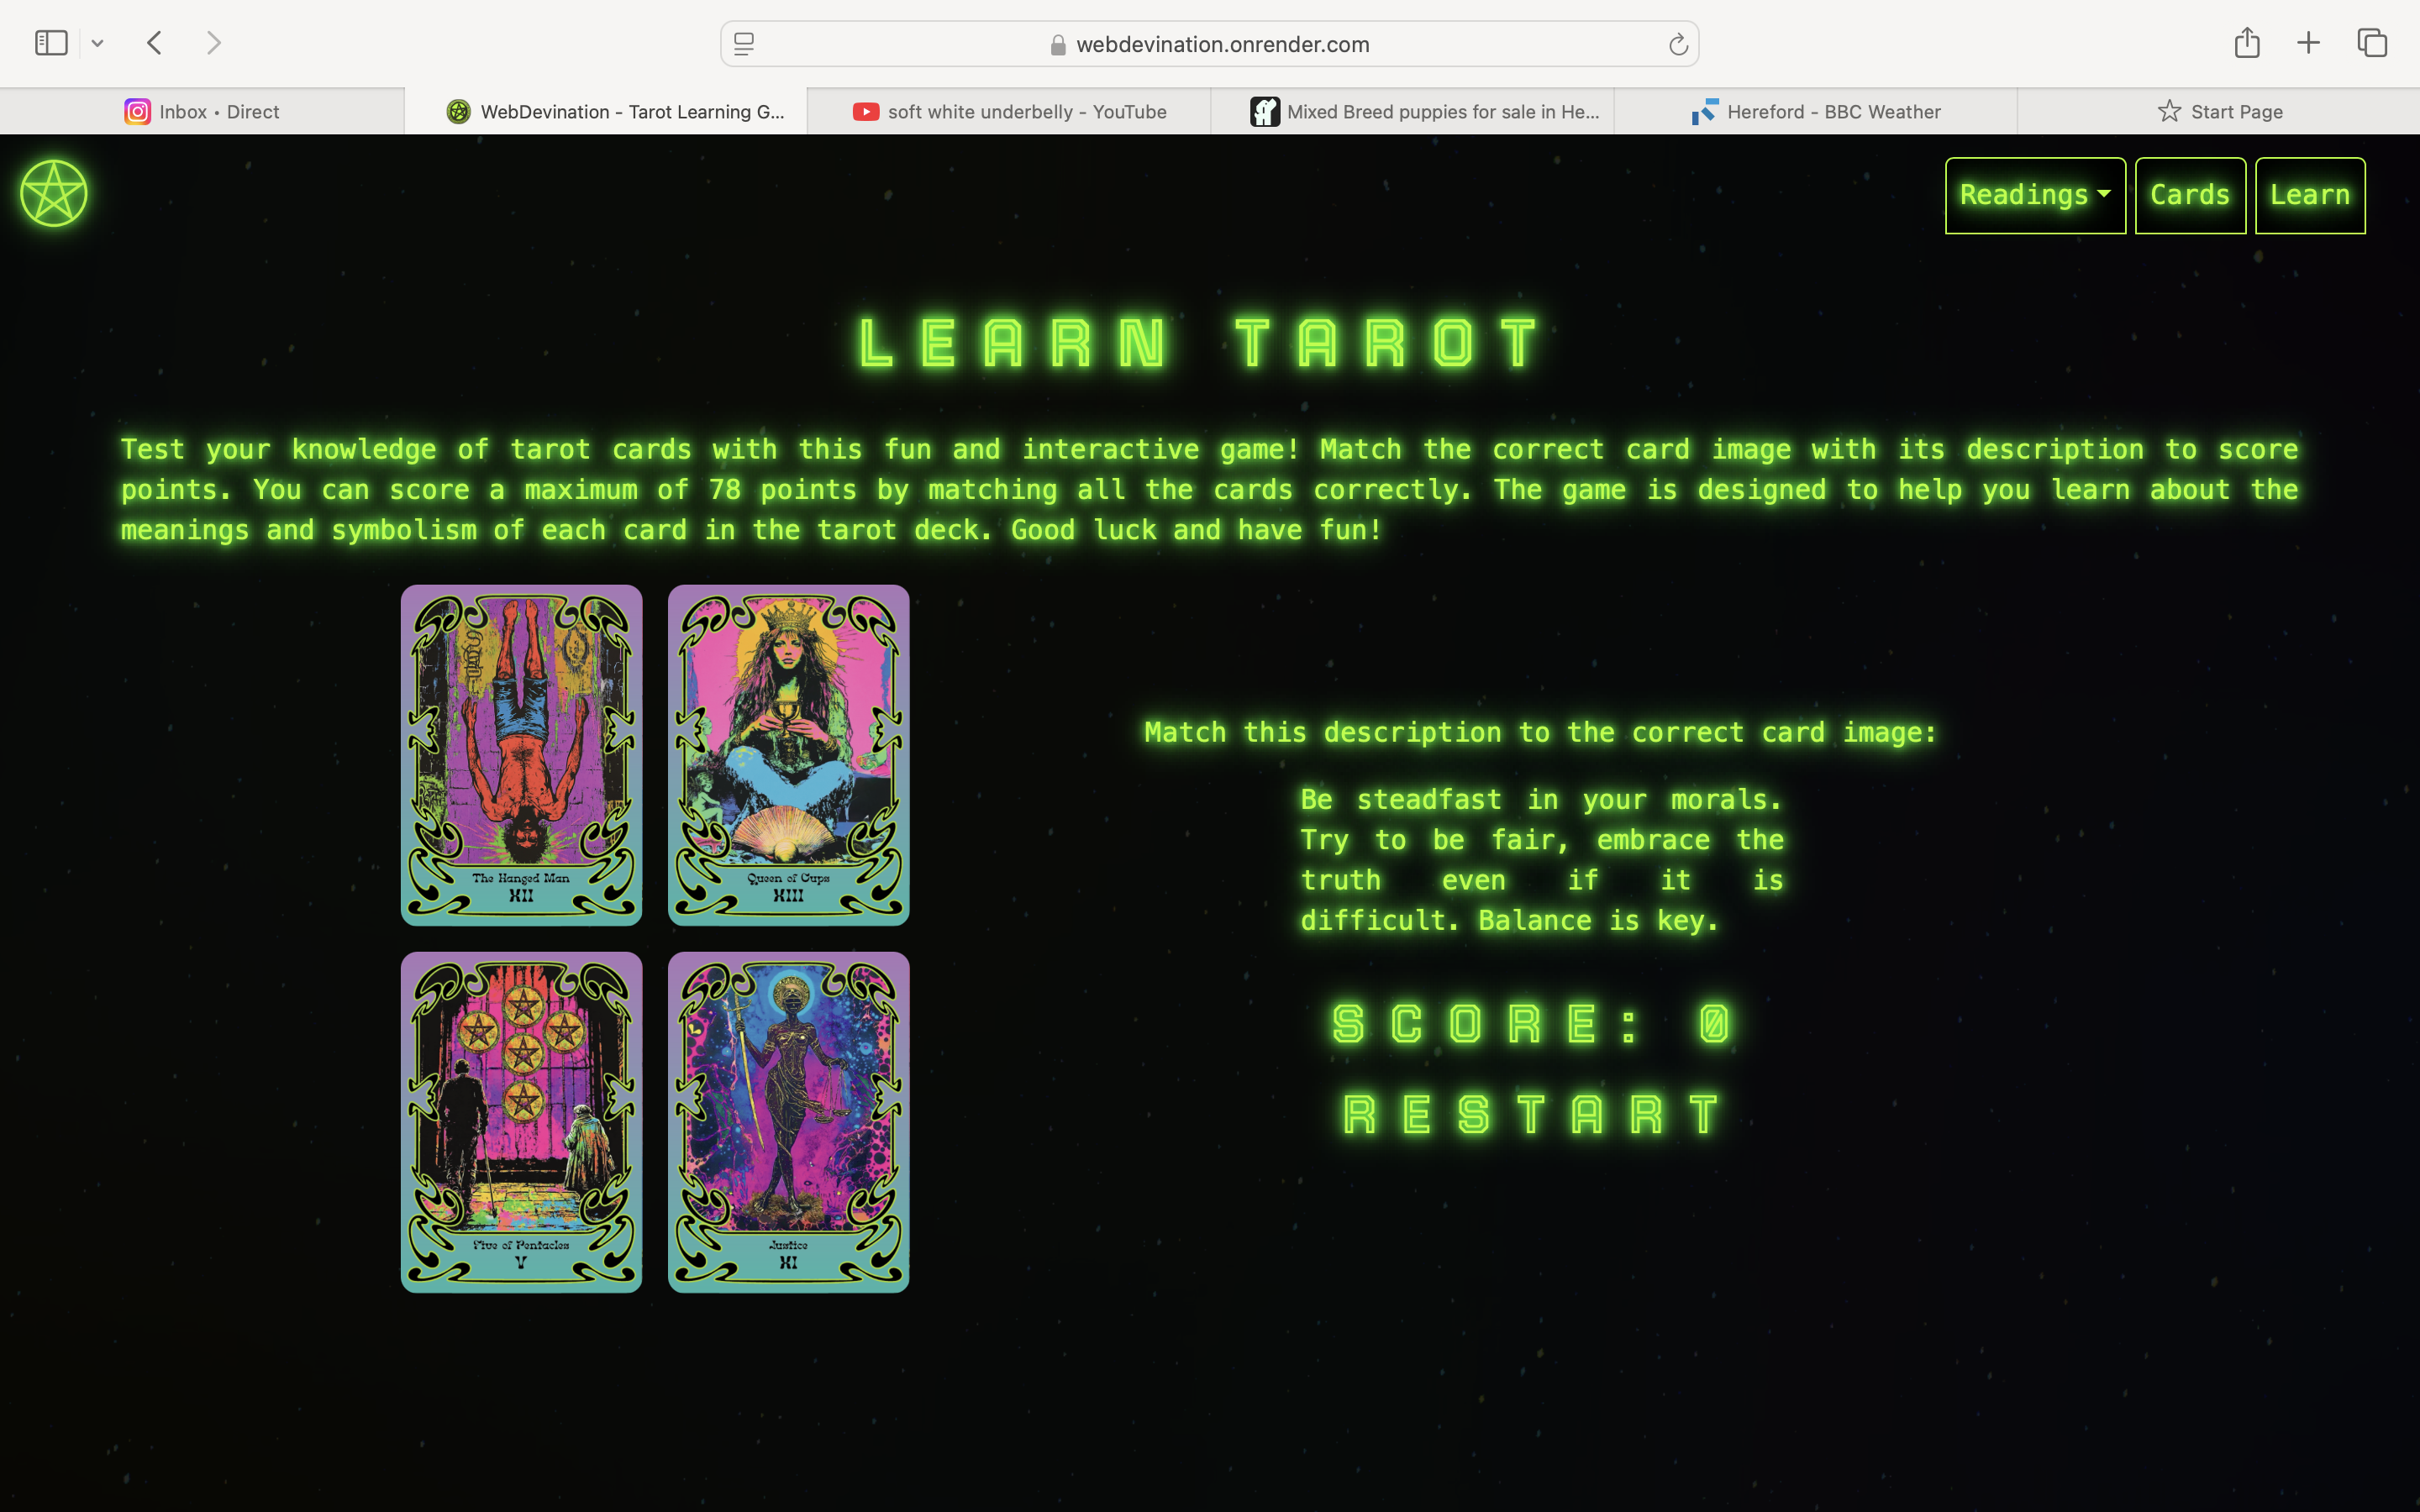 webdevination.onrender.com
Inbox • Direct
WebDevination - Tarot Learning G...
soft white underbelly - YouTube
Mixed Breed puppies for sale in He...
Hereford - BBC Weather
Start Page
Readings
Cards
Learn
LEARN TAROT
Test your knowledge of tarot cards with this fun and interactive game! Match the correct card image with its description to score
points. You can score a maximum of 78 points by matching all the cards correctly. The game is designed to help you learn about the
meanings and symbolism of each card in the tarot deck. Good luck and have fun!
The Hanged Man
XII
Queen of Cups
XIII
Five of Pentacles
V
Justice
XI
Match this description to the correct card image:
Be steadfast in your morals.
Try to be fair, embrace the
truth even if it is
difficult. Balance is key.
SCORE: 0
RESTART